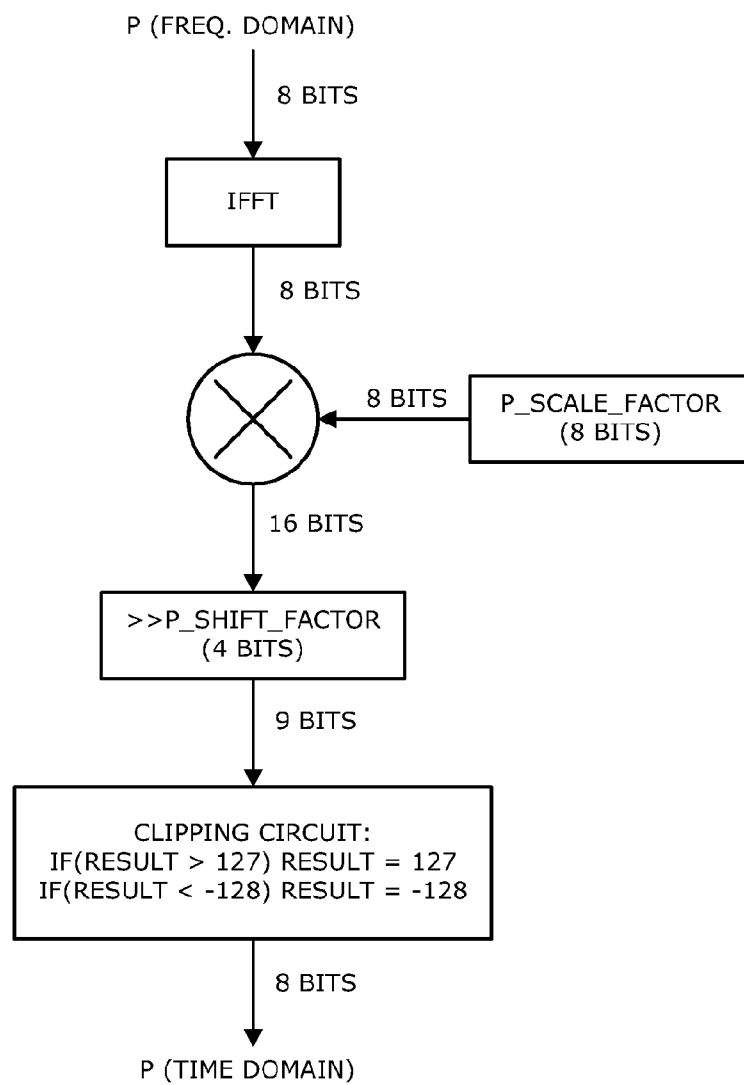 P (FREQ. DOMAIN)
8 BITS
IFFT
8 BITS
8 BITS
P_SCALE_FACTOR
(8 BITS)
16 BITS
>>P_SHIFT_FACTOR
(4 BITS)
9 BITS
CLIPPING CIRCUIT:
IF(RESULT > 127) RESULT = 127
IF(RESULT < -128) RESULT = -128
8 BITS
P (TIME DOMAIN)